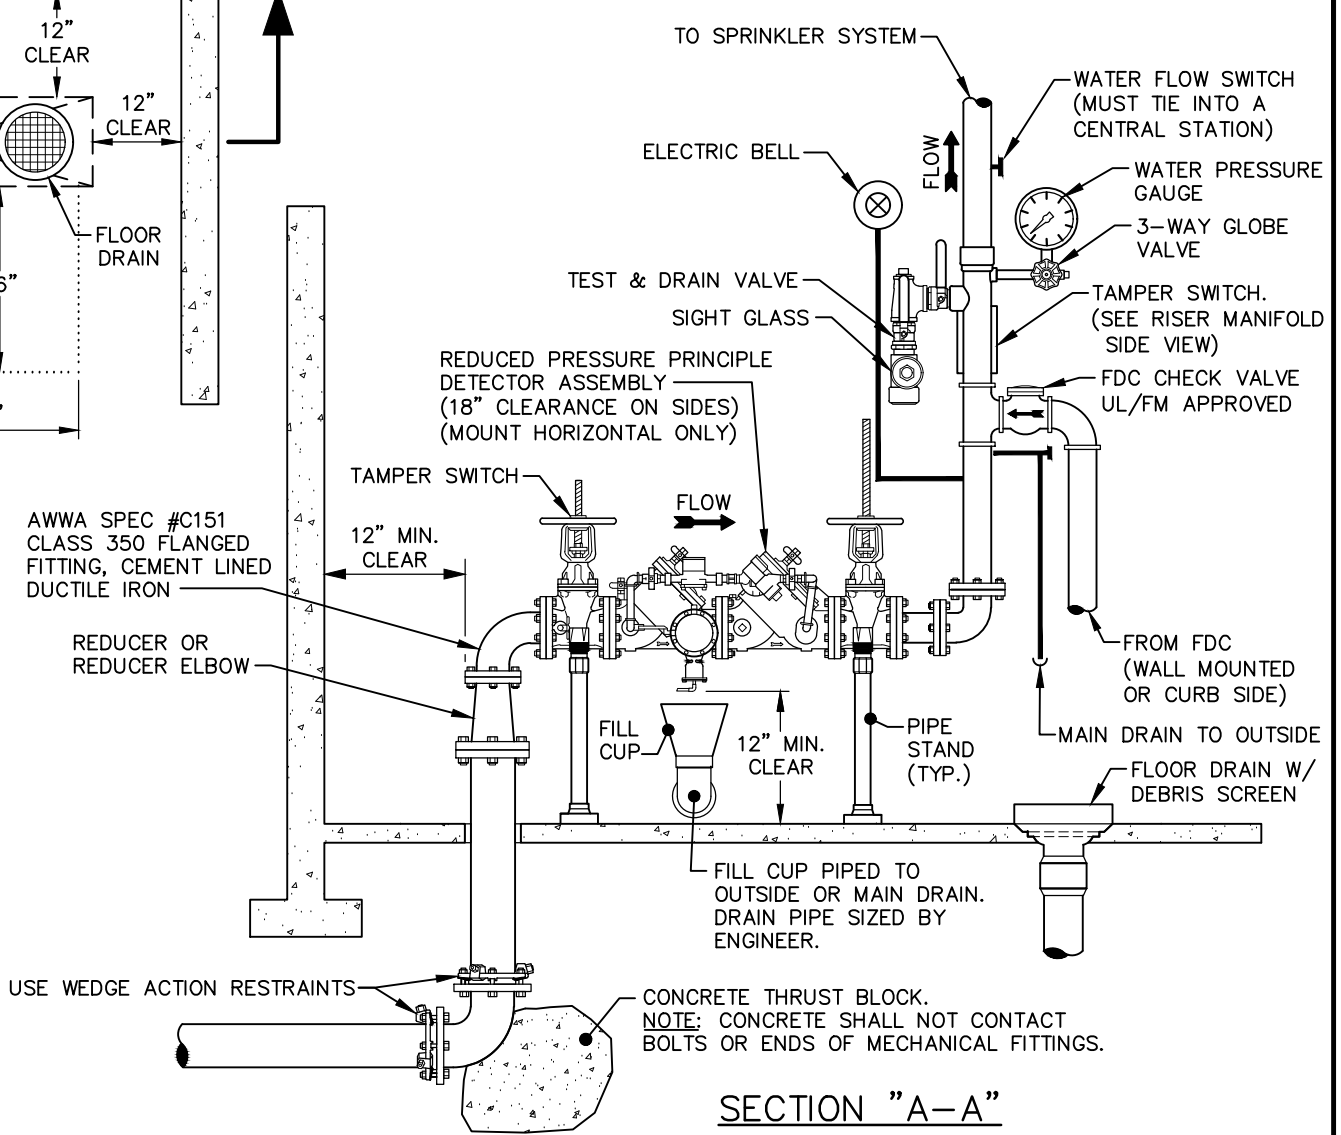 12"
CLEAR
12"
CLEAR
FLOOR
DRAIN
6"
TO SPRINKLER SYSTEM
WATER FLOW SWITCH
(MUST TIE INTO A
CENTRAL STATION)
ELECTRIC BELL
FLOW
WATER PRESSURE
GAUGE
3-WAY GLOBE
VALVE
TEST & DRAIN VALVE
SIGHT GLASS
TAMPER SWITCH.
(SEE RISER MANIFOLD
SIDE VIEW)
REDUCED PRESSURE PRINCIPLE
DETECTOR ASSEMBLY
(18" CLEARANCE ON SIDES)
(MOUNT HORIZONTAL ONLY)
FDC CHECK VALVE
UL/FM APPROVED
TAMPER SWITCH
FLOW
AWWA SPEC #C151
CLASS 350 FLANGED
FITTING, CEMENT LINED
DUCTILE IRON
12" MIN.
CLEAR
REDUCER OR
REDUCER ELBOW
FROM FDC
(WALL MOUNTED
OR CURB SIDE)
FILL
CUP
12" MIN.
CLEAR
PIPE
STAND
(TYP.)
MAIN DRAIN TO OUTSIDE
FLOOR DRAIN W/
DEBRIS SCREEN
FILL CUP PIPED TO
OUTSIDE OR MAIN DRAIN.
DRAIN PIPE SIZED BY
ENGINEER.
USE WEDGE ACTION RESTRAINTS
CONCRETE THRUST BLOCK.
NOTE: CONCRETE SHALL NOT CONTACT
BOLTS OR ENDS OF MECHANICAL FITTINGS.
SECTION "A-A"